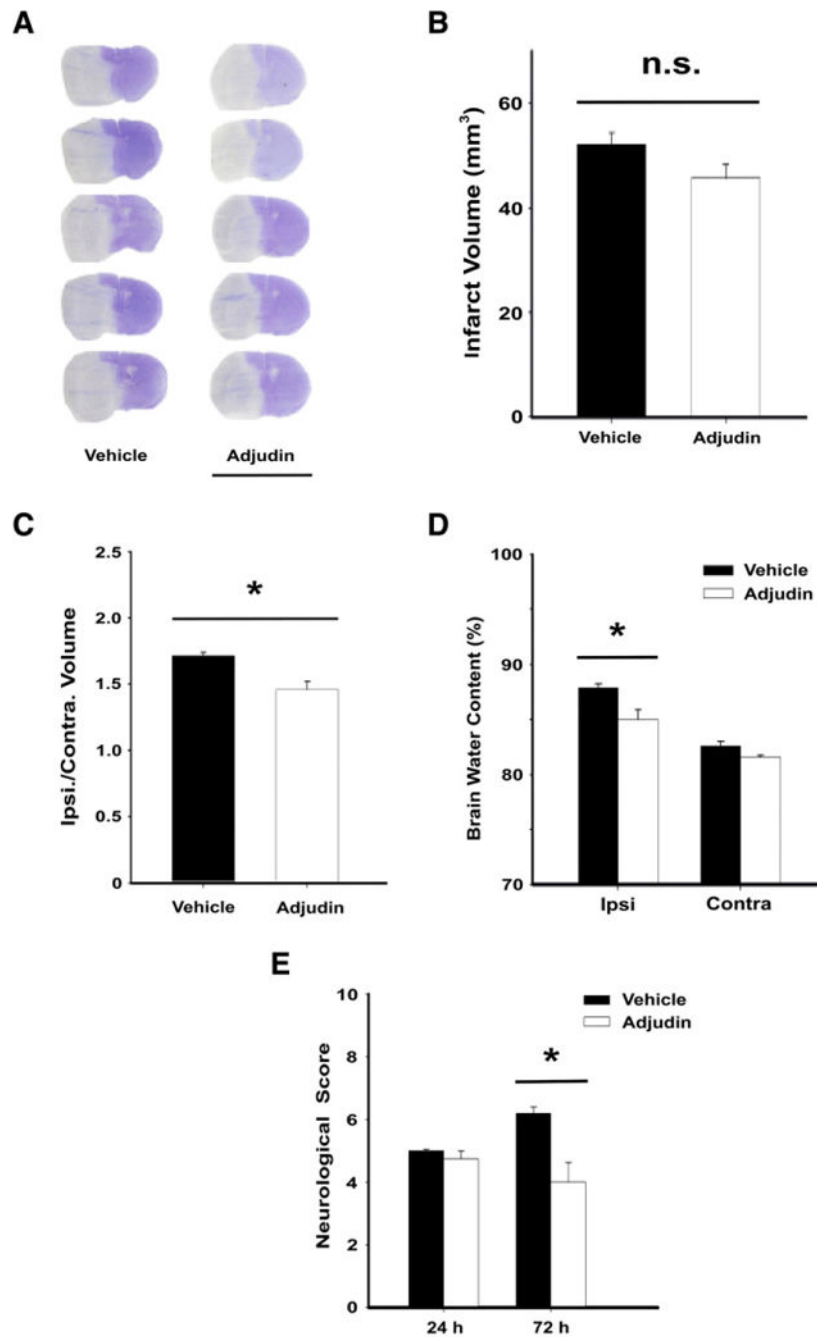 A
Vehicle
Adjudin
B
n.s.
Infarct Volume (mm³)
60
40
20
0
Vehicle
Adjudin
C
Ipsi./Contra. Volume
2.5
2.0
1.5
1.0
0.5
0
*
Vehicle
Adjudin
D
Brain Water Content (%)
100
90
80
70
Vehicle
Adjudin
*
Ipsi
Contra
E
Neurological Score
10
8
6
4
2
0
Vehicle
Adjudin
*
24 h
72 h